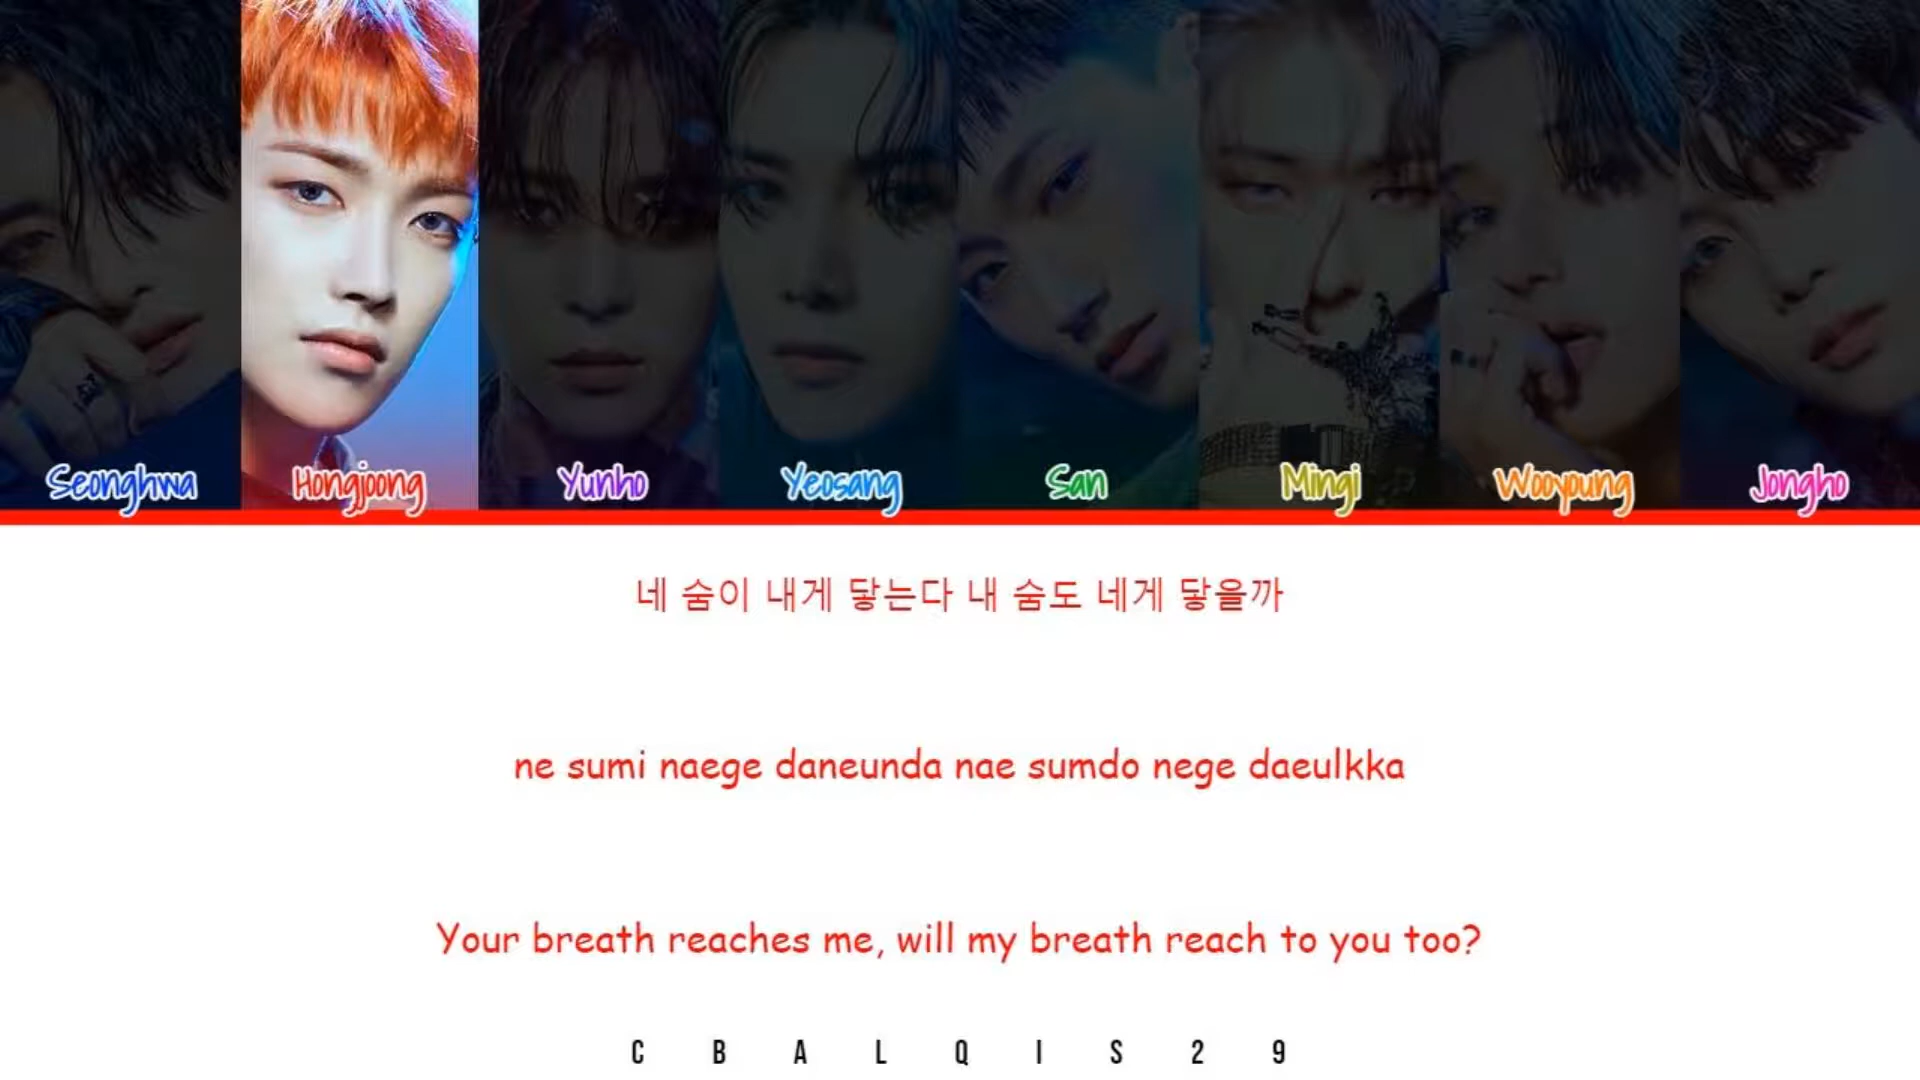 Seonghwa Hongjoong Yunho Yeosang San Mingi Wooyoung Jongho
네 숨이 내게 닿는다 내 숨도 네게 닿을까
ne sumi naege daneunda nae sumdo nege daeulkka
Your breath reaches me, will my breath reach to you too?
CBALQIS29